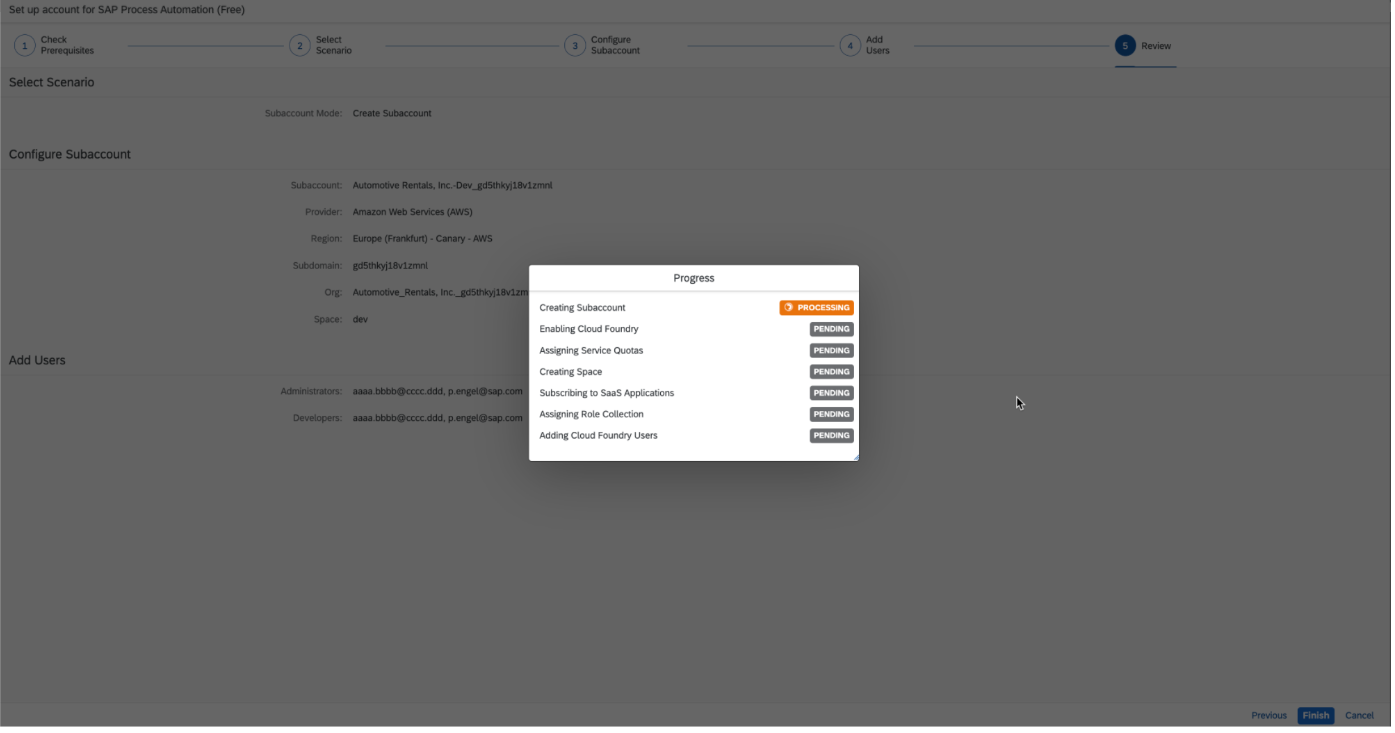 Set up account for SAP Process Automation (Free)
1 Check Prerequisites
2 Select Scenario
3 Configure Subaccount
4 Add Users
5 Review
Select Scenario
Subaccount Mode: Create Subaccount
Configure Subaccount
Subaccount: Automotive Rentals, Inc.-Dev_gd5thkyj18v1zmnl
Provider: Amazon Web Services (AWS)
Region: Europe (Frankfurt) - Canary - AWS
Subdomain: gd5thkyj18v1zmnl
Org: Automotive_Rentals, Inc._gd5thkyj18v1zm
Space: dev
Add Users
Administrators: aaaa.bbbb@cccc.ddd, p.engel@sap.com
Developers: aaaa.bbbb@cccc.ddd, p.engel@sap.com
Progress
Creating Subaccount PROCESSING
Enabling Cloud Foundry PENDING
Assigning Service Quotas PENDING
Creating Space PENDING
Subscribing to SaaS Applications PENDING
Assigning Role Collection PENDING
Adding Cloud Foundry Users PENDING
Previous Finish Cancel